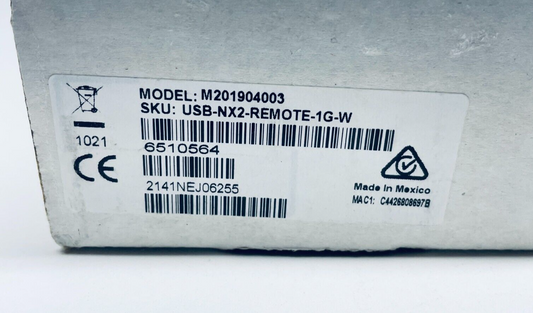 MODEL: M201904003
SKU: USB-NX2-REMOTE-1G-W
1021
6510564
CE
2141NEJ06255
Made In Mexico
MAC1: C4426808697B